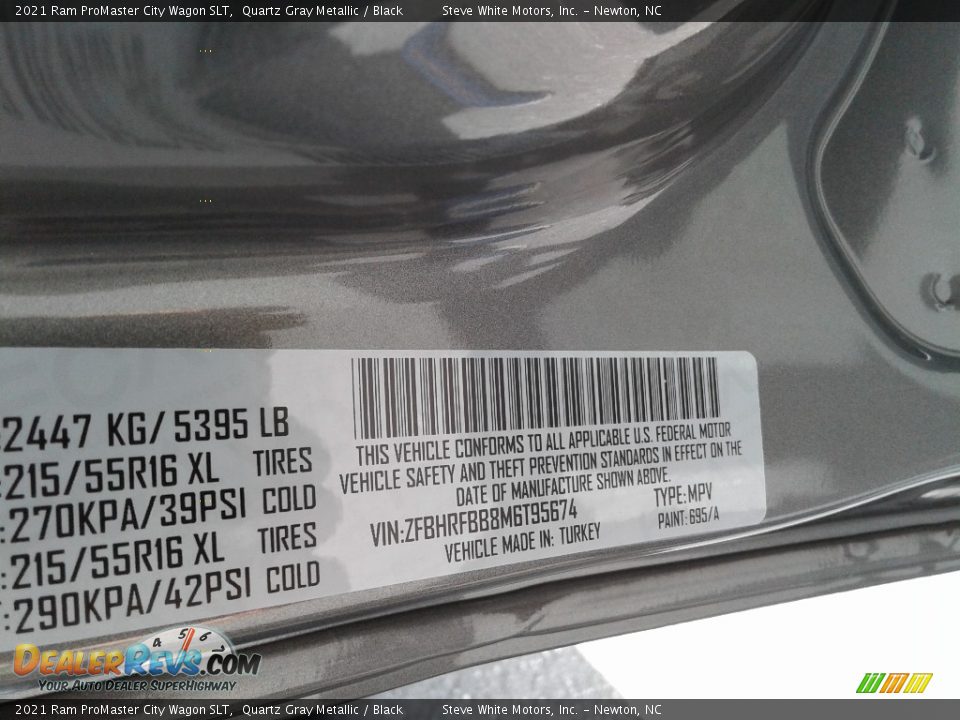 2021 Ram ProMaster City Wagon SLT, Quartz Gray Metallic / Black Steve White Motors, Inc. - Newton, NC
2447 KG/ 5395 LB
215/55R16 XL TIRES
:270KPA/39PSI COLD
215/55R16 XL TIRES
:290KPA/42PSI COLD
THIS VEHICLE CONFORMS TO ALL APPLICABLE U.S. FEDERAL MOTOR
VEHICLE SAFETY AND THEFT PREVENTION STANDARDS IN EFFECT ON THE
DATE OF MANUFACTURE SHOWN ABOVE.
VIN:ZFBHRFBB8M6T95674 TYPE: MPV
VEHICLE MADE IN: TURKEY PAINT: 695/A
4 5 6
DealerRevs.com
Your Auto Dealer SuperHighway
2021 Ram ProMaster City Wagon SLT, Quartz Gray Metallic / Black Steve White Motors, Inc. - Newton, NC